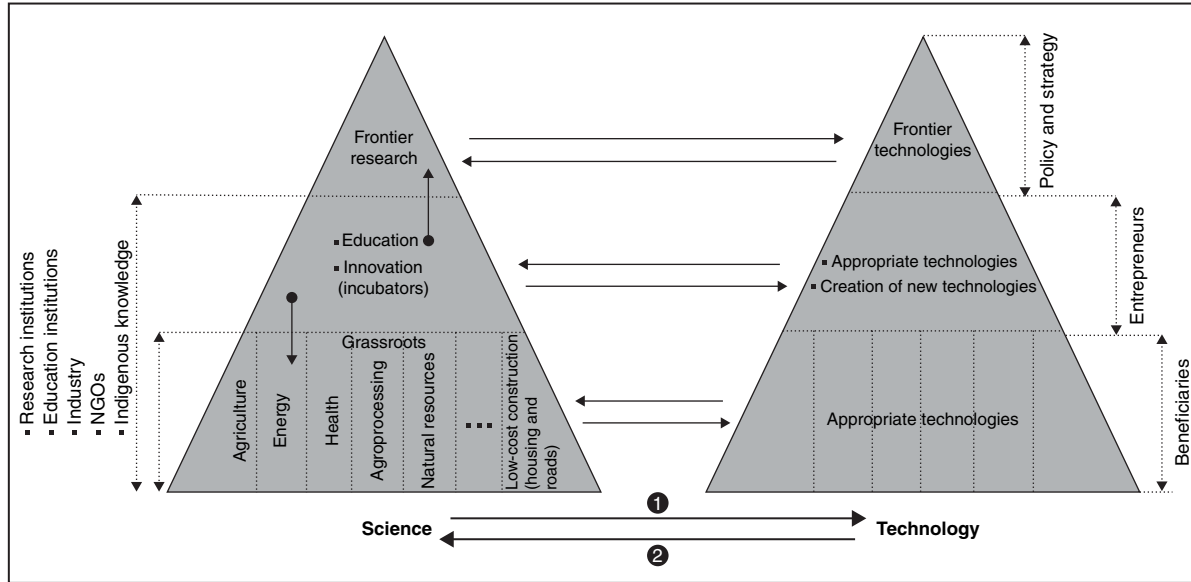 ▪ Research institutions
▪ Education institutions
▪ Industry
▪ NGOs
▪ Indigenous knowledge
Frontier
research
▪ Education
▪ Innovation
(incubators)
Grassroots
Agriculture
Energy
Health
Agroprocessing
Natural resources
...
Low-cost construction
(housing and
roads)
Frontier
technologies
▪ Appropriate technologies
▪ Creation of new technologies
Appropriate technologies
Policy and strategy
Entrepreneurs
Beneficiaries
1
Science
Technology
2